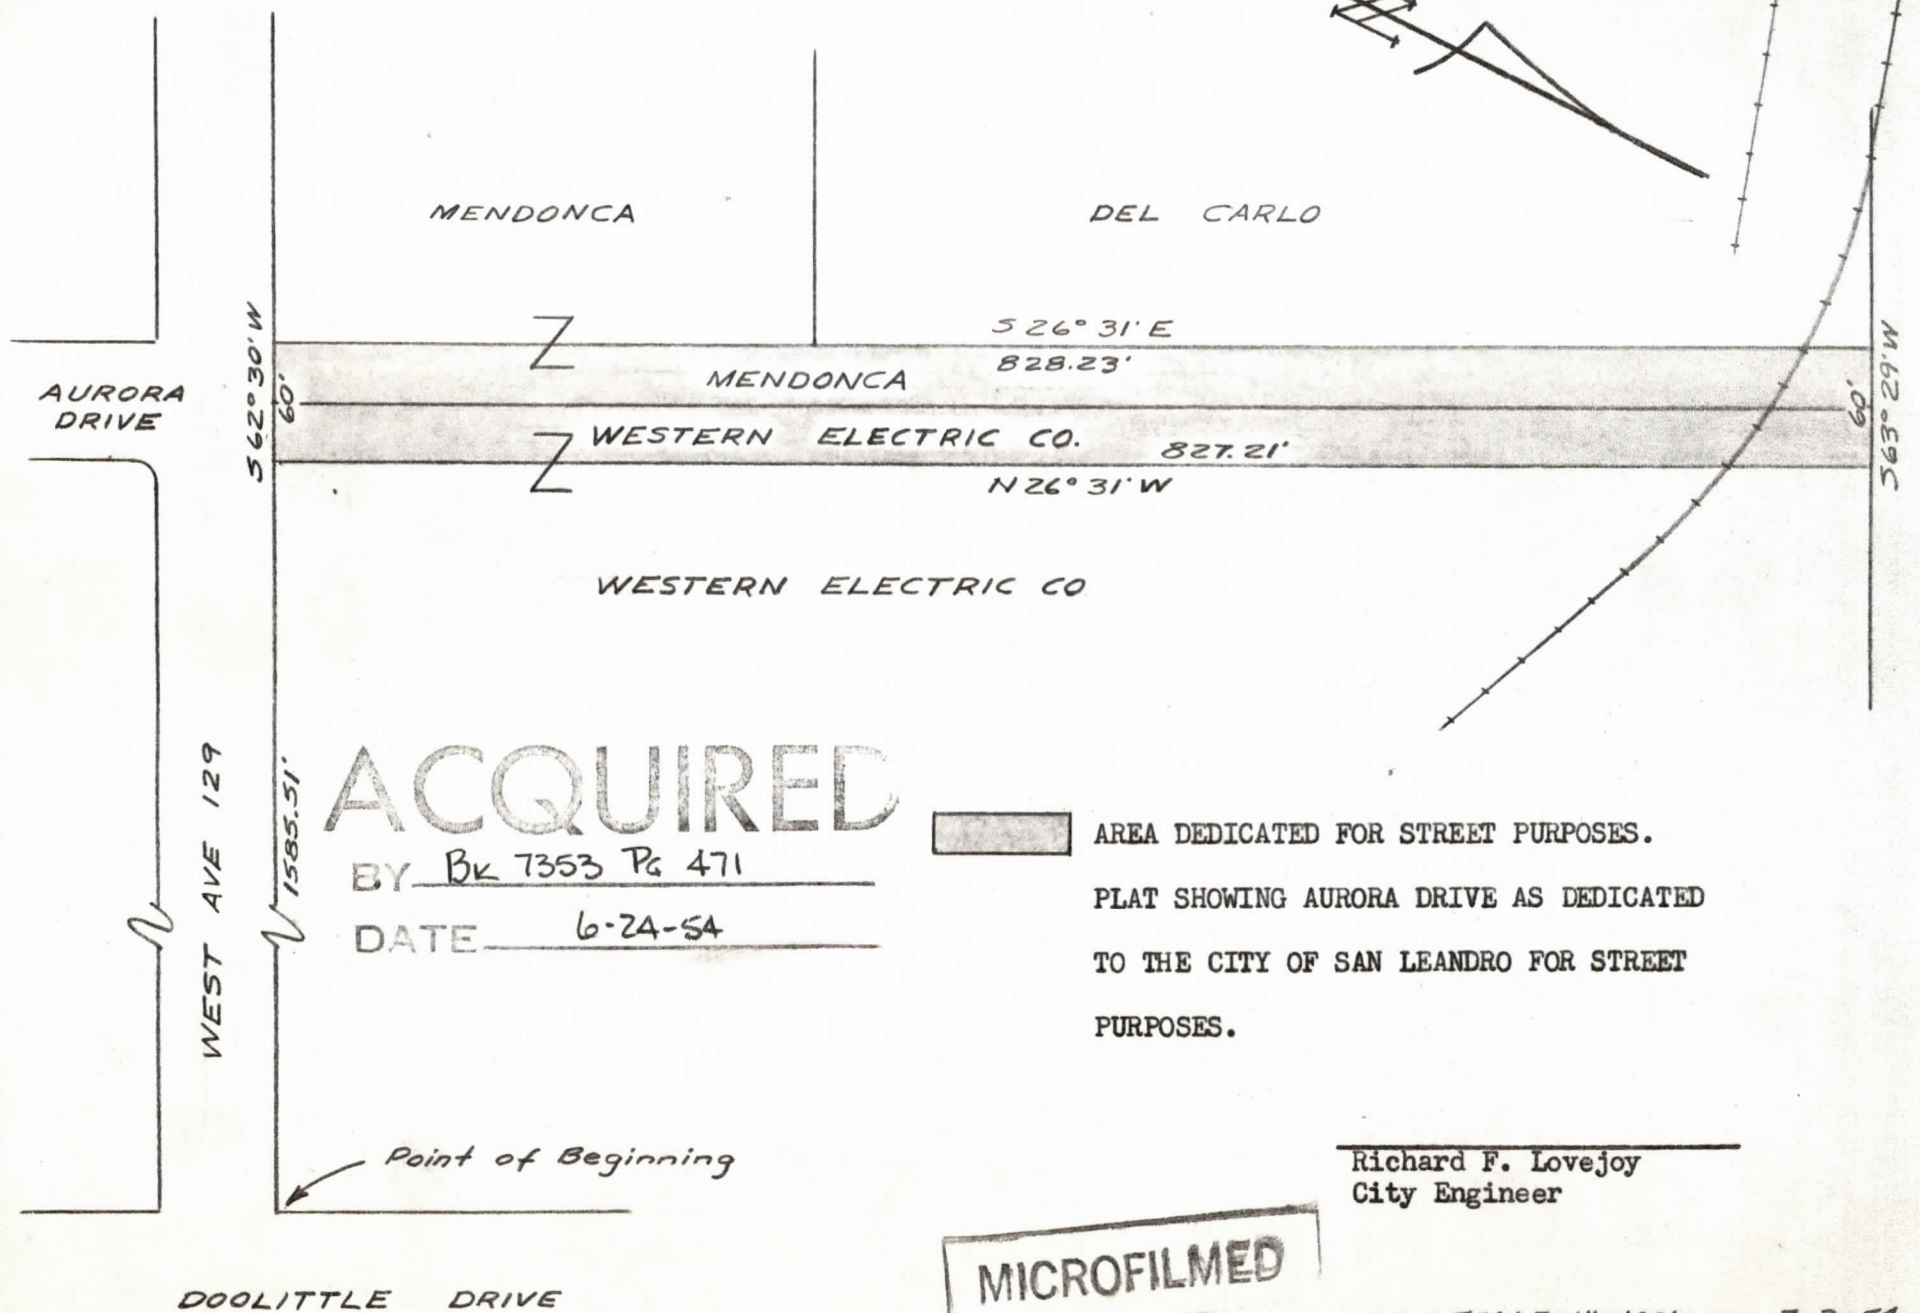 MENDONCA
DEL CARLO
S 26° 31' E
828.23'
MENDONCA
WESTERN ELECTRIC CO.
827.21'
N 26° 31' W
AURORA
DRIVE
S 62° 30' W
60'
60'
S 63° 29' W
WESTERN ELECTRIC CO
WEST AVE 129
1585.51'
ACQUIRED
BY Bk 7353 Pg 471
DATE 6-24-54
AREA DEDICATED FOR STREET PURPOSES.
PLAT SHOWING AURORA DRIVE AS DEDICATED
TO THE CITY OF SAN LEANDRO FOR STREET
PURPOSES.
Point of Beginning
Richard F. Lovejoy
City Engineer
MICROFILMED
DOOLITTLE DRIVE